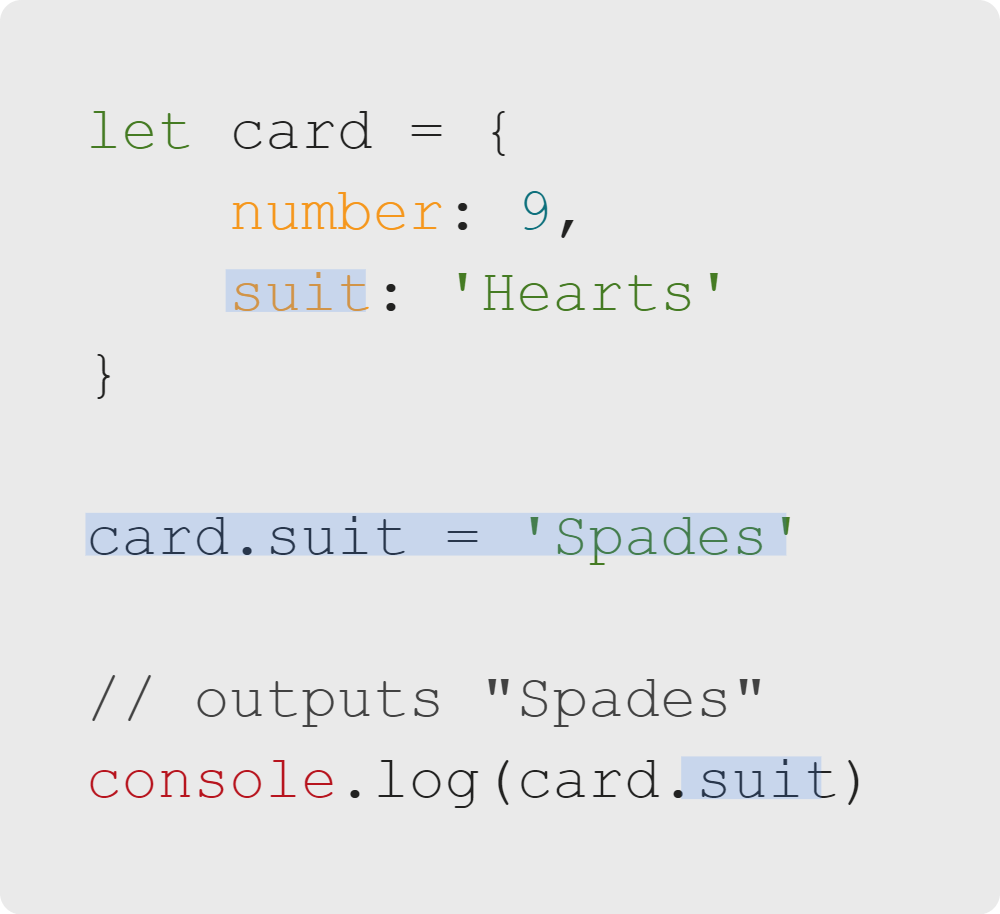 let card = {
    number: 9,
    suit: 'Hearts'
}

card.suit = 'Spades'

// outputs "Spades"
console.log(card.suit)